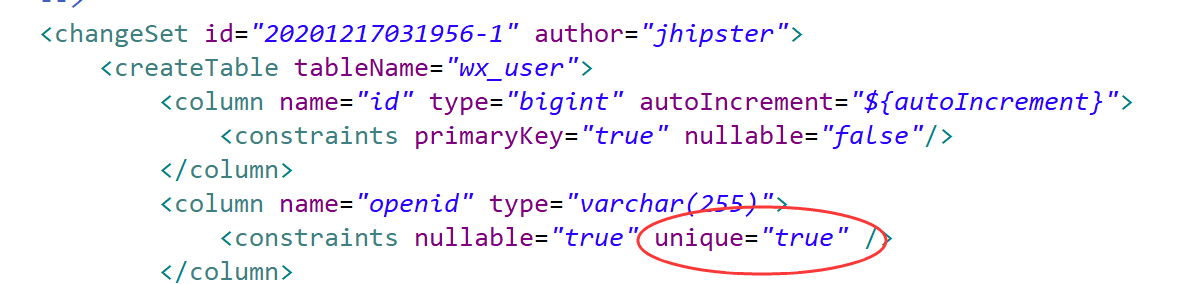 -->
<changeSet id="20201217031956-1" author="jhipster">
<createTable tableName="wx_user">
<column name="id" type="bigint" autoIncrement="${autoIncrement}">
<constraints primaryKey="true" nullable="false"/>
</column>
<column name="openid" type="varchar(255)">
<constraints nullable="true" unique="true" />
</column>